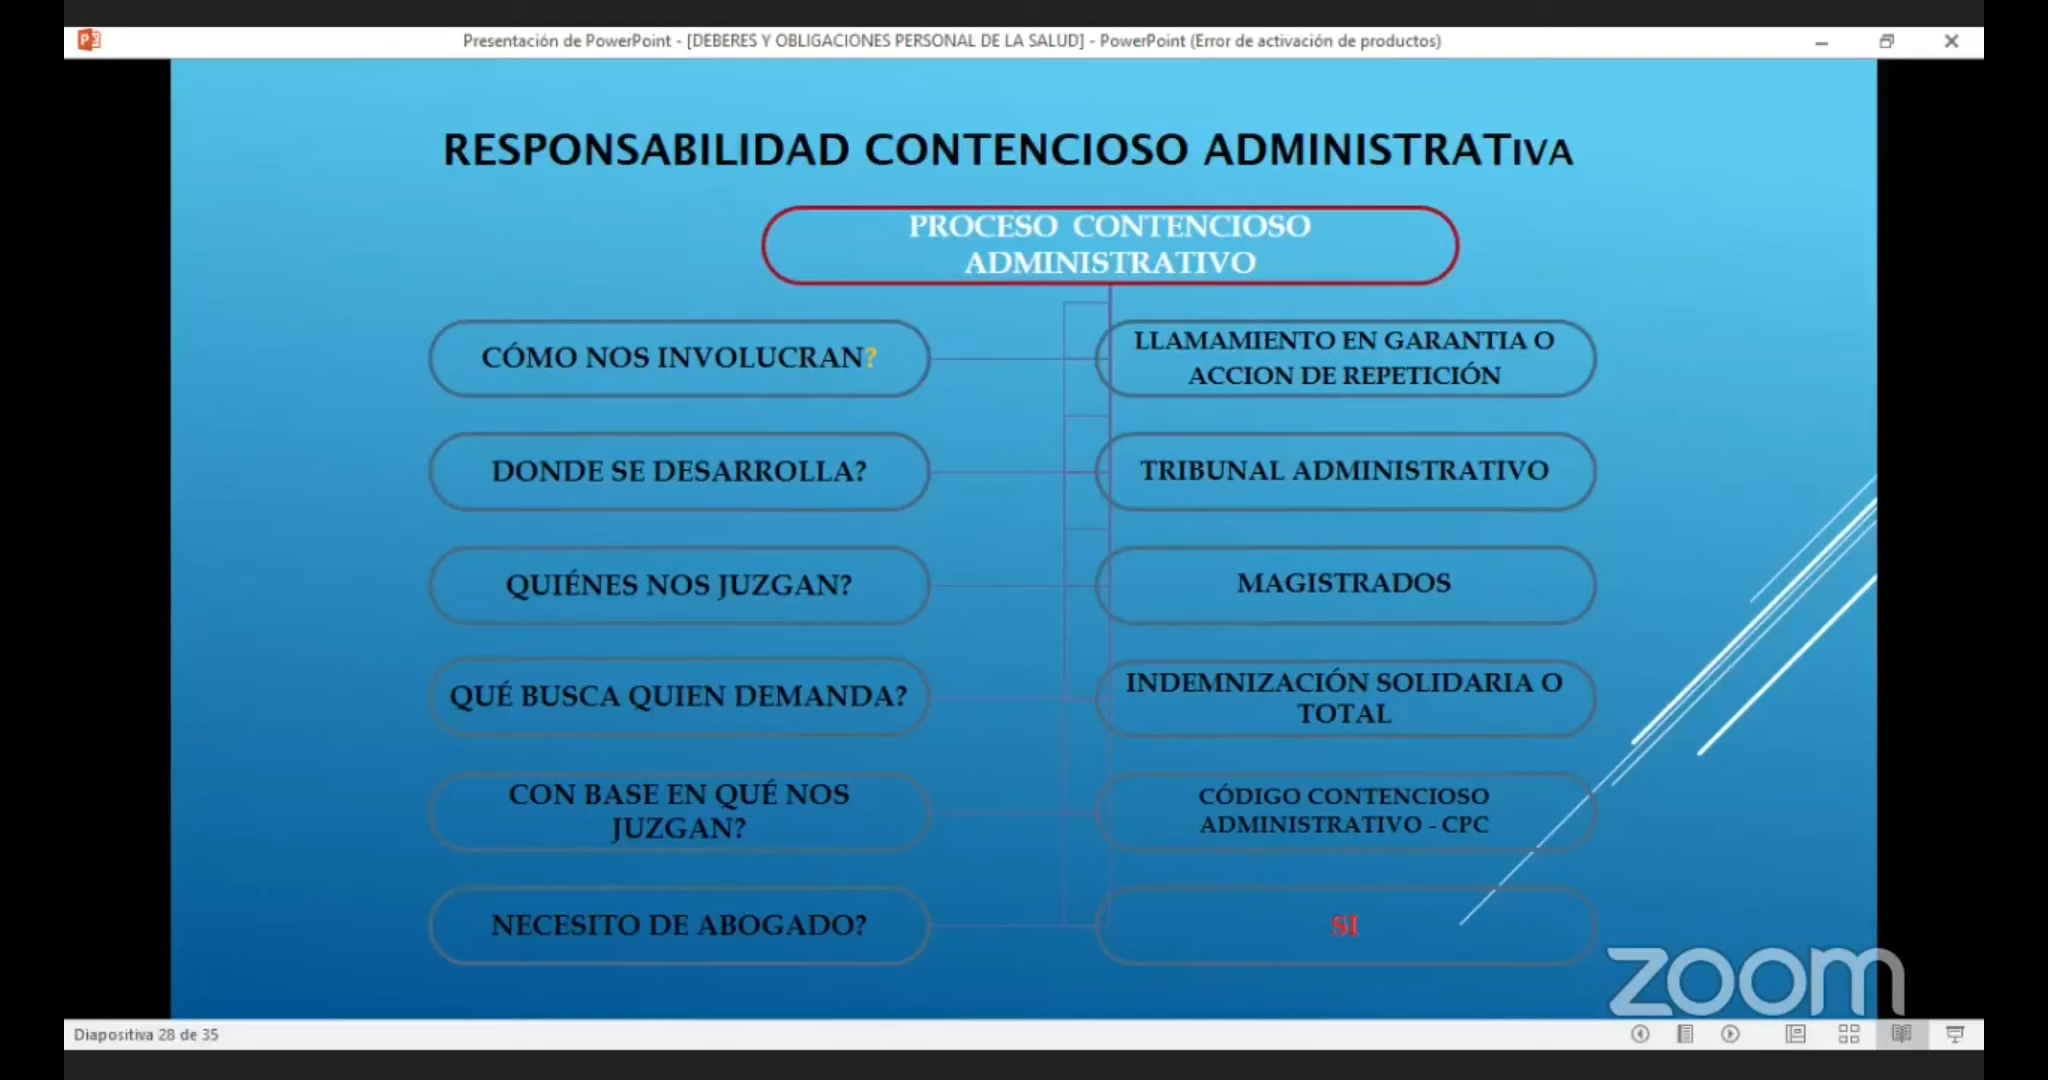 Presentación de PowerPoint - [DEBERES Y OBLIGACIONES PERSONAL DE LA SALUD] - PowerPoint (Error de activación de productos)
RESPONSABILIDAD CONTENCIOSO ADMINISTRATIVA
PROCESO CONTENCIOSO
ADMINISTRATIVO
CÓMO NOS INVOLUCRAN?
LLAMAMIENTO EN GARANTIA O
ACCION DE REPETICIÓN
DONDE SE DESARROLLA?
TRIBUNAL ADMINISTRATIVO
QUIÉNES NOS JUZGAN?
MAGISTRADOS
QUÉ BUSCA QUIEN DEMANDA?
INDEMNIZACIÓN SOLIDARIA O
TOTAL
CON BASE EN QUÉ NOS
JUZGAN?
CÓDIGO CONTENCIOSO
ADMINISTRATIVO - CPC
NECESITO DE ABOGADO?
SI
zoom
Diapositiva 28 de 35